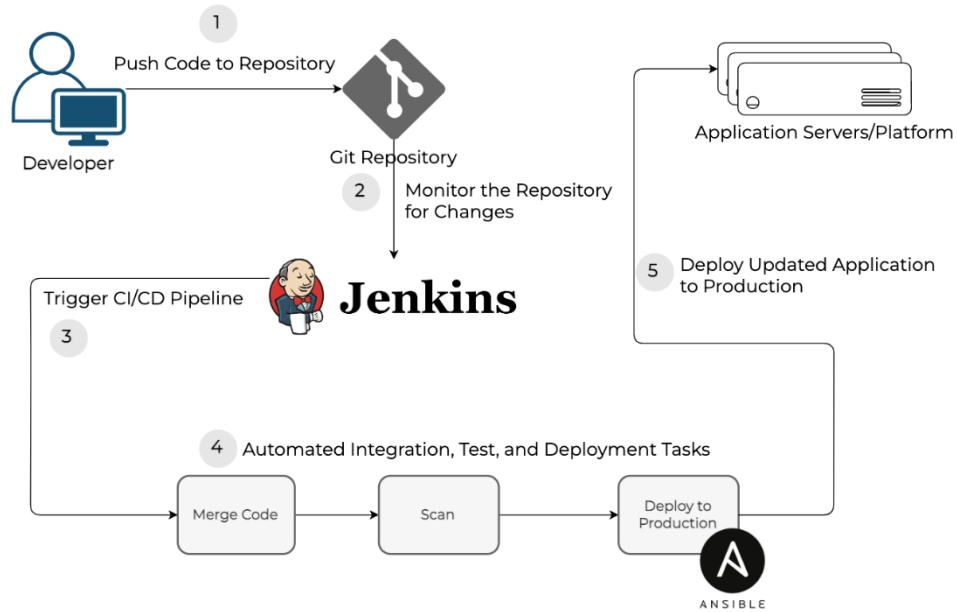 1
Push Code to Repository
Developer
Git Repository
2
Monitor the Repository
for Changes
Application Servers/Platform
Trigger CI/CD Pipeline
3
Jenkins
5
Deploy Updated Application
to Production
4
Automated Integration, Test, and Deployment Tasks
Merge Code
Scan
Deploy to
Production
A
ANSIBLE